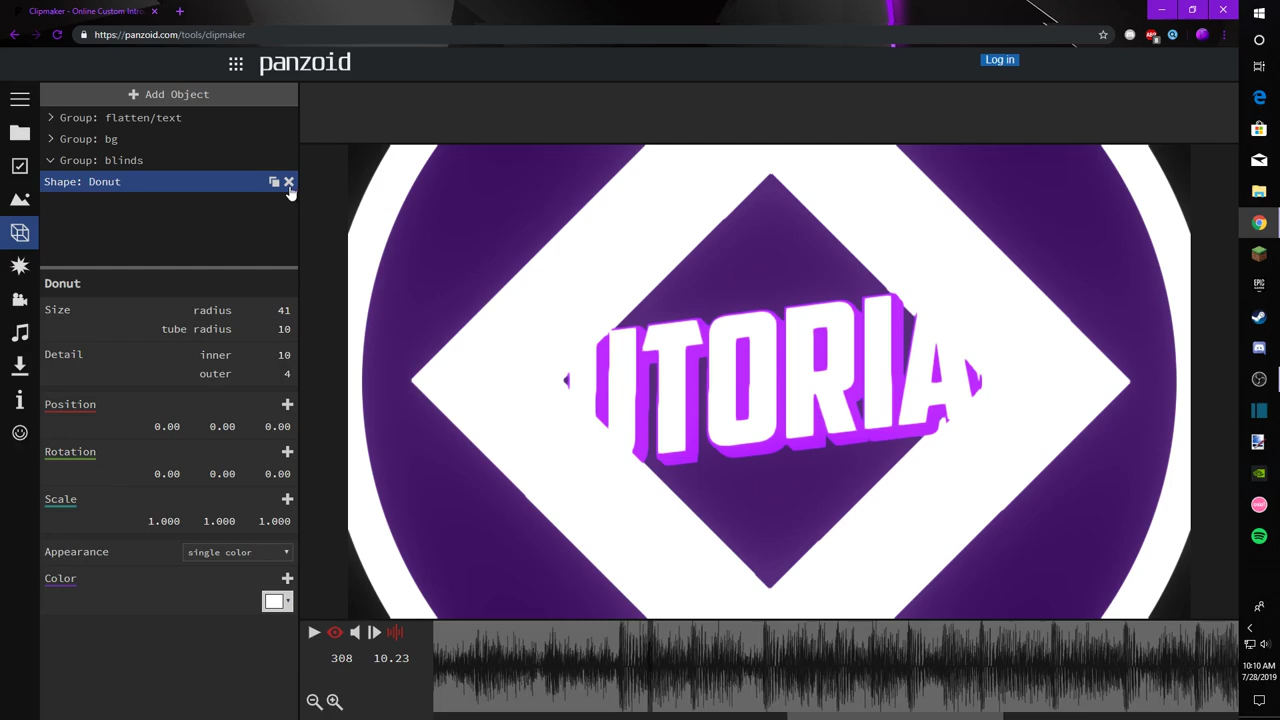 Clipmaker - Online Custom Intro
https://panzoid.com/tools/clipmaker
panzoid
Log in
Add Object
Group: flatten/text
Group: bg
Group: blinds
Shape: Donut
Donut
Size radius 41
tube radius 10
Detail inner 10
outer 4
Position
0.00 0.00 0.00
Rotation
0.00 0.00 0.00
Scale
1.000 1.000 1.000
Appearance single color
Color
UTORIA
308 10.23
EPIC
10:10 AM
7/28/2019